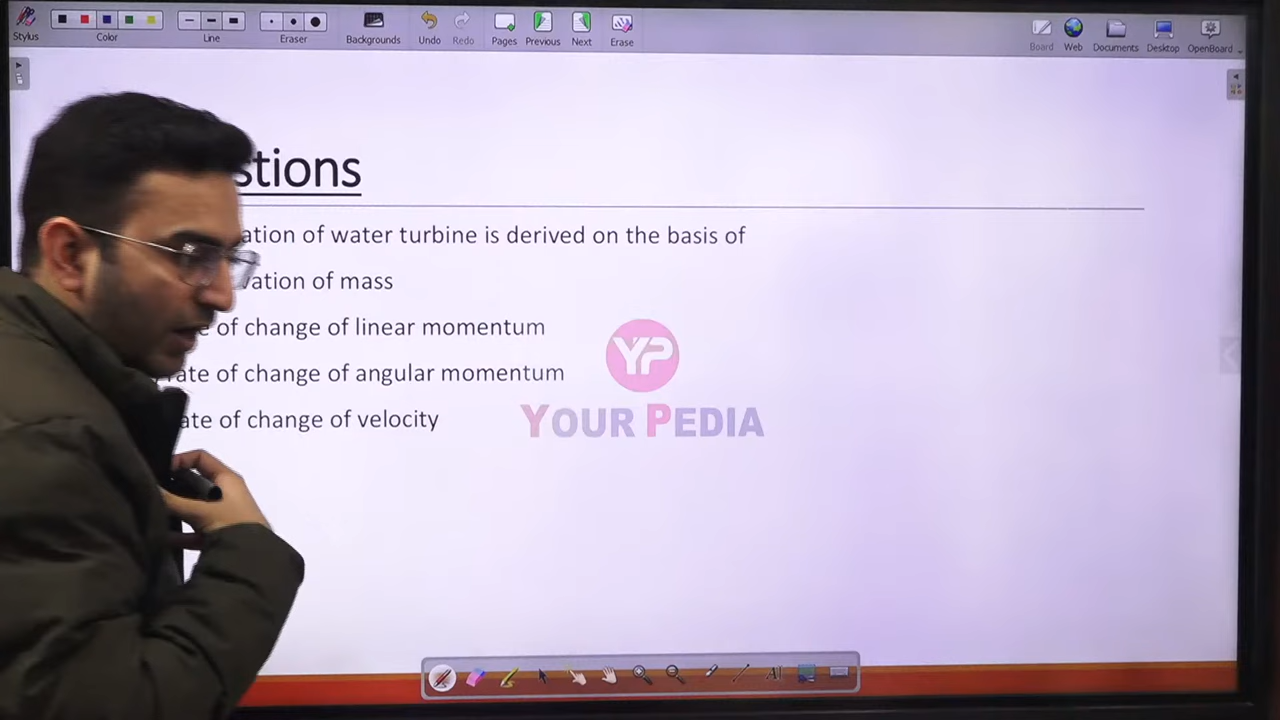 Stylus
Color
Line
Eraser
Backgrounds
Undo
Redo
Pages
Previous
Next
Erase
Board
Web
Documents
Desktop
OpenBoard
stions
ation of water turbine is derived on the basis of
vation of mass
e of change of linear momentum
rate of change of angular momentum
ate of change of velocity
YP
YOUR PEDIA
AI